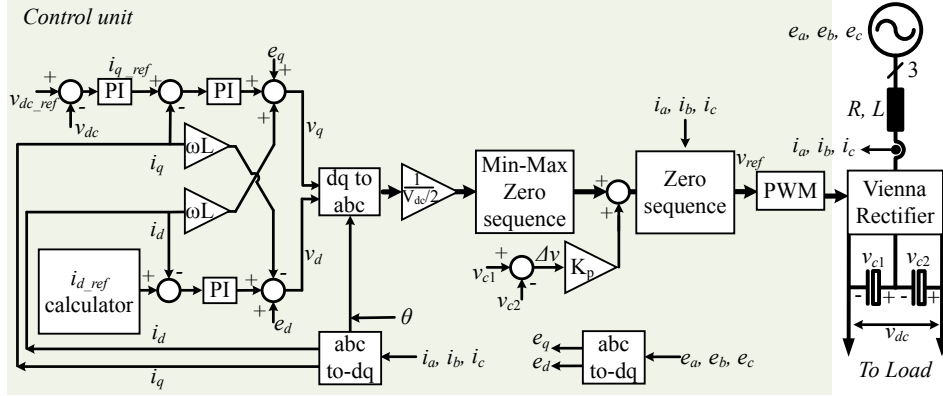 Control unit
e_a, e_b, e_c
3
R, L
i_a, i_b, i_c
Vienna
Rectifier
v_c1
v_c2
- + - +
v_dc
To Load
v_dc_ref
+
-
v_dc
PI
i_q_ref
+
-
PI
+
e_q
+
+
v_q
i_q
ωL
ωL
i_d
i_d_ref
calculator
+
-
PI
+
-
+
e_d
v_d
dq to
abc
1
V_dc/2
Min-Max
Zero
sequence
+
+
i_a, i_b, i_c
Zero
sequence
v_ref
PWM
v_c1
+
-
v_c2
Δv
K_p
θ
i_d
i_q
abc
to-dq
i_a, i_b, i_c
e_q
e_d
abc
to-dq
e_a, e_b, e_c